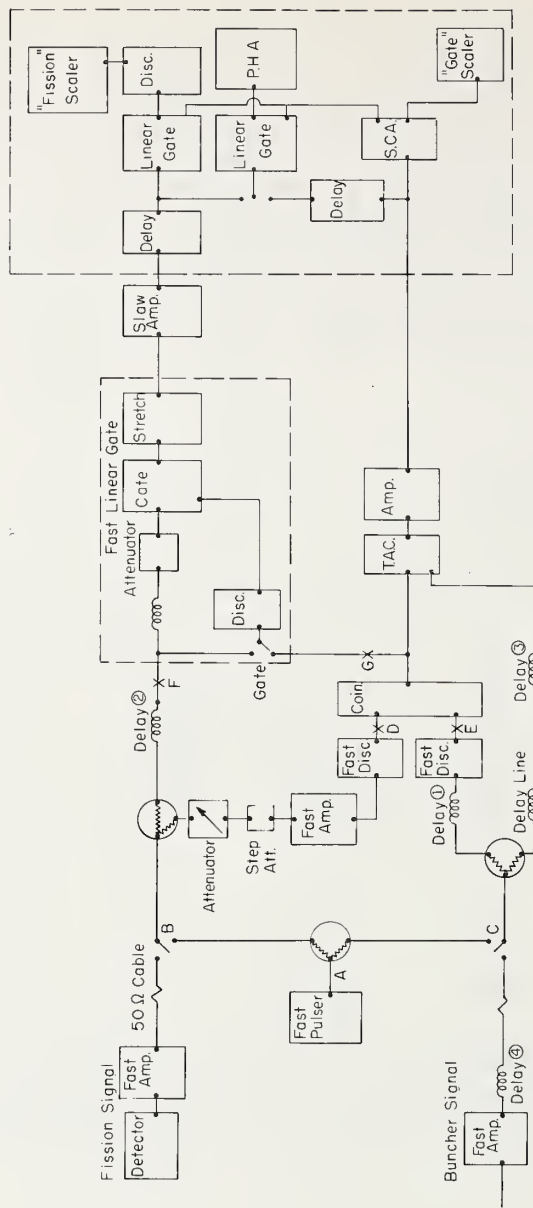 "Fission"
Scaler
Disc.
P.H.A
"Gate"
Scaler
Linear
Gate
Linear
Gate
S.C.A.
Delay
Delay
Slaw
Amp.
Fast Linear Gate
Stretch
Cate
Attenuator
Disc.
Gate
Amp.
T.A.C.
F
G
Delay ②
Coin.
D
E
Fast
Disc.
Fast
Disc.
Delay ③
Delay ①
Delay Line
Attenuator
Step
Att.
Fast
Amp.
B
C
A
50 Ω Cable
Fast
Pulser
Fission Signal
Fast
Amp.
Detector
Buncher Signal
Fast
Amp.
Delay ④